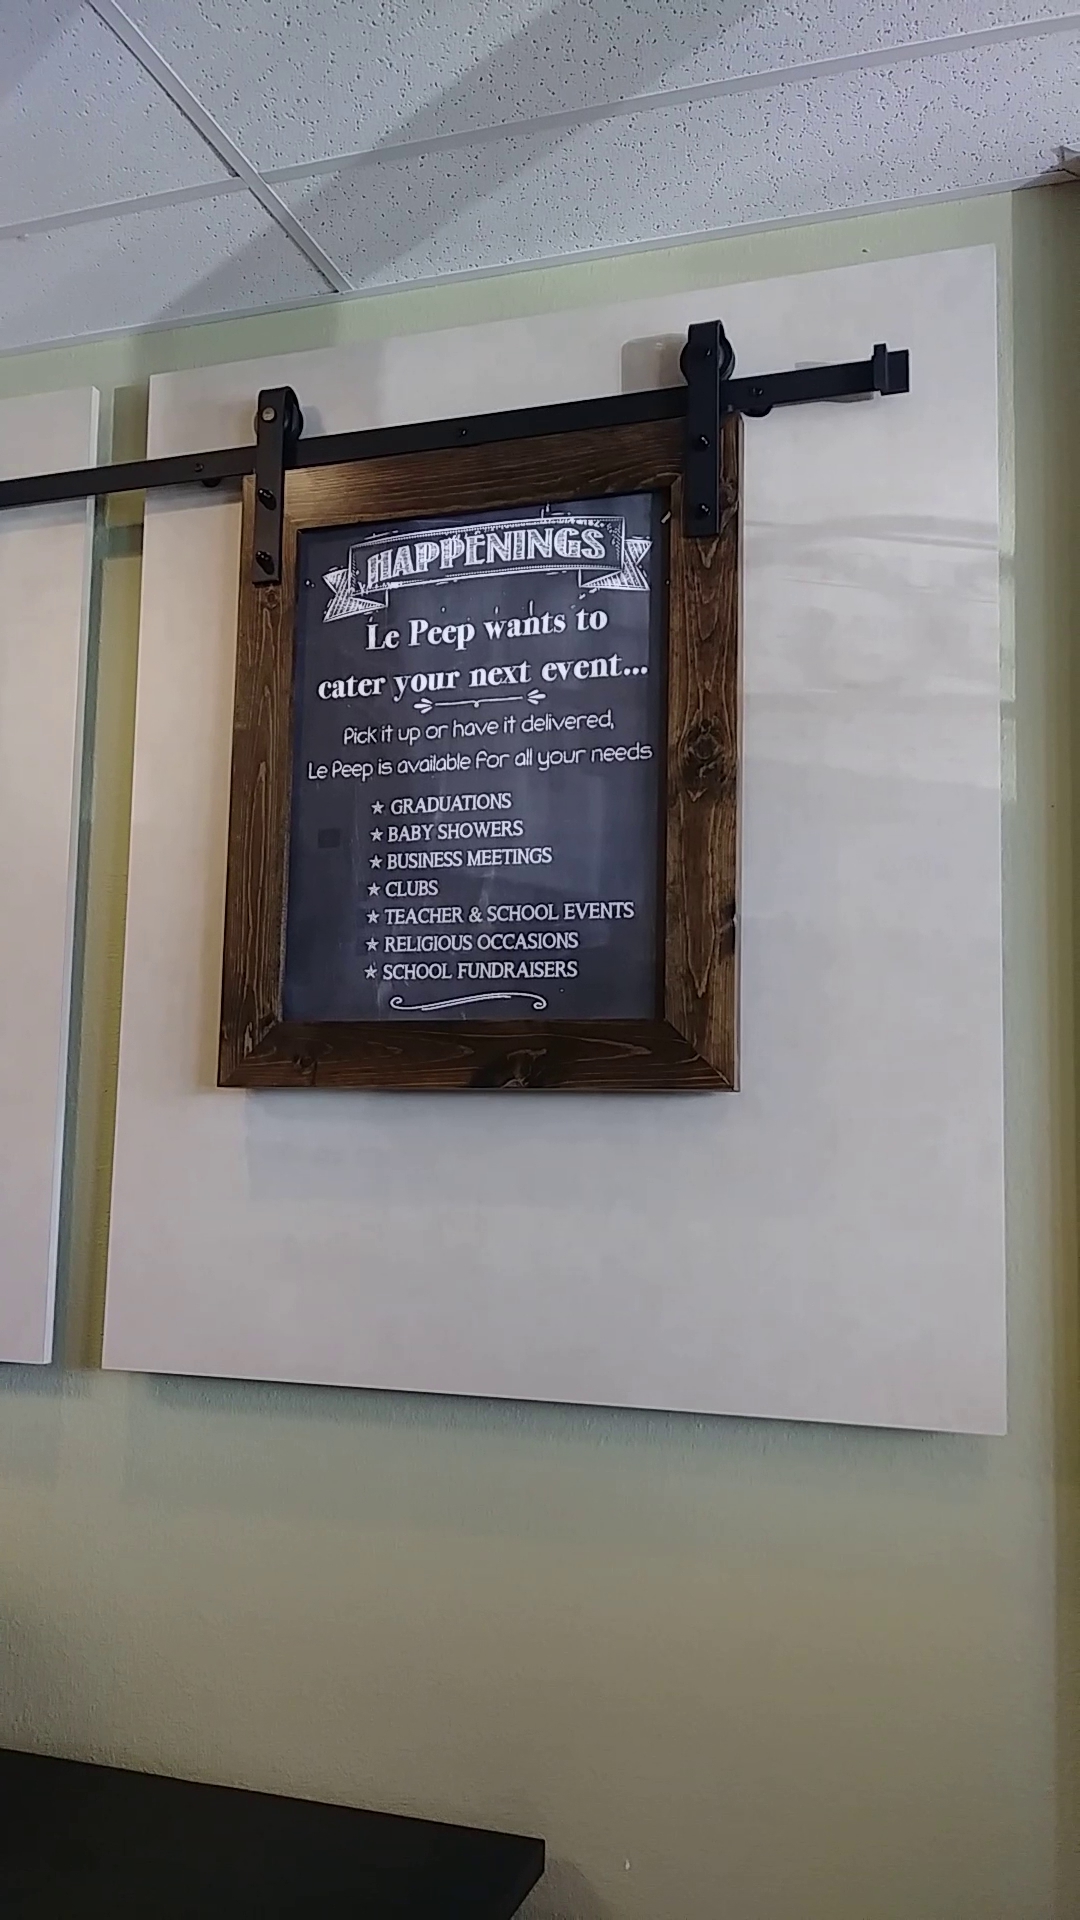 HAPPENINGS
Le Peep wants to
cater your next event...
Pick it up or have it delivered,
Le Peep is available for all your needs
★ GRADUATIONS
★ BABY SHOWERS
★ BUSINESS MEETINGS
★ CLUBS
★ TEACHER & SCHOOL EVENTS
★ RELIGIOUS OCCASIONS
★ SCHOOL FUNDRAISERS